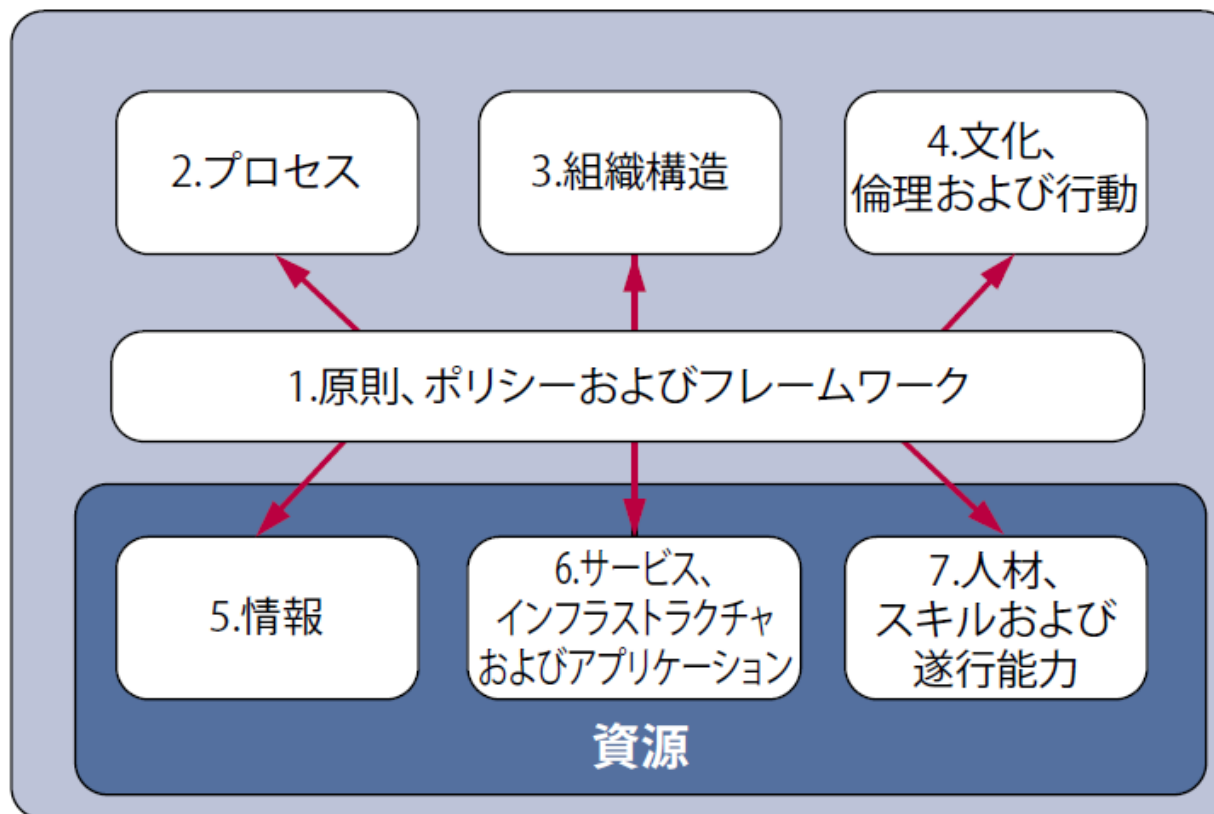 2.プロセス
3.組織構造
4.文化、
倫理および行動
1.原則、ポリシーおよびフレームワーク
5.情報
6.サービス、
インフラストラクチャ
およびアプリケーション
7.人材、
スキルおよび
遂行能力
資源